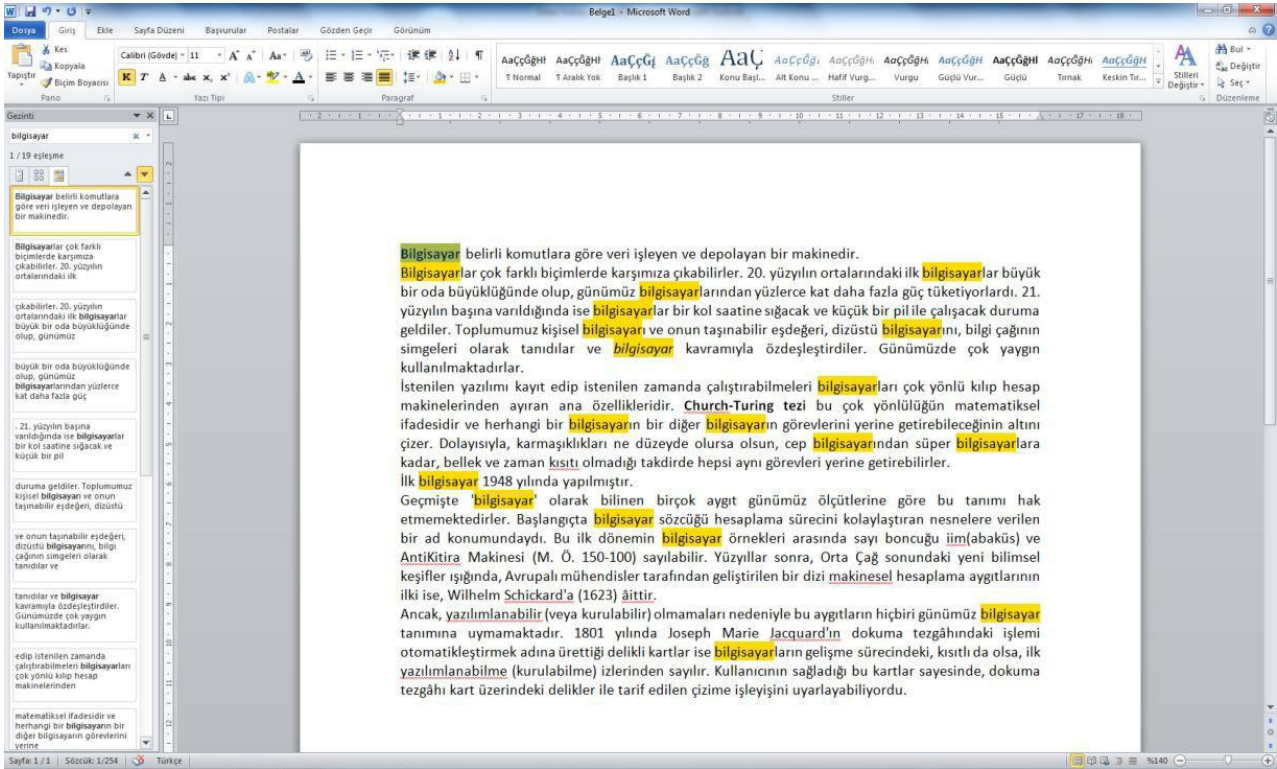 Belge1 - Microsoft Word
Dosya Giriş Ekle Sayfa Düzeni Başvurular Postalar Gözden Geçir Görünüm
Yapıştır
Kes
Kopyala
Biçim Boyacısı
Pano
Calibri (Gövde) 11
Yazı Tipi
Paragraf
AaÇçĞğHl AaÇçĞğHl AaÇçĞğ AaÇçĞğ AaÇ AaÇçĞğ AaÇçĞğH AaÇçĞğH AaÇçĞğH AaÇçĞğHl AaÇçĞğH AaÇçĞğH
¶ Normal ¶ Aralık Yok Başlık 1 Başlık 2 Konu Başl... Alt Konu ... Hafif Vurg... Vurgu Güçlü Vur... Güçlü Tırnak Keskin Tır...
Stiller
Stilleri Değiştir
Bul
Değiştir
Seç
Düzenleme
Gezinti
bilgisayar
1 / 19 eşleşme
Bilgisayar belirli komutlara
göre veri işleyen ve depolayan
bir makinedir.
Bilgisayarlar çok farklı
biçimlerde karşımıza
çıkabilirler. 20. yüzyılın
ortalarındaki ilk
çıkabilirler. 20. yüzyılın
ortalarındaki ilk bilgisayarlar
büyük bir oda büyüklüğünde
olup, günümüz
büyük bir oda büyüklüğünde
olup, günümüz
bilgisayarlarından yüzlerce
kat daha fazla güç
. 21. yüzyılın başına
varıldığında ise bilgisayarlar
bir kol saatine sığacak ve
küçük bir pil
duruma geldiler. Toplumumuz
kişisel bilgisayarı ve onun
taşınabilir eşdeğeri, dizüstü
ve onun taşınabilir eşdeğeri,
dizüstü bilgisayarını, bilgi
çağının simgeleri olarak
tanıdılar ve
tanıdılar ve bilgisayar
kavramıyla özdeşleştirdiler.
Günümüzde çok yaygın
kullanılmaktadırlar.
edip istenilen zamanda
çalıştırabilmeleri bilgisayarları
çok yönlü kılıp hesap
makinelerinden
matematiksel ifadesidir ve
herhangi bir bilgisayarın bir
diğer bilgisayarın görevlerini
yerine
Bilgisayar belirli komutlara göre veri işleyen ve depolayan bir makinedir.
Bilgisayarlar çok farklı biçimlerde karşımıza çıkabilirler. 20. yüzyılın ortalarındaki ilk bilgisayarlar büyük
bir oda büyüklüğünde olup, günümüz bilgisayarlarından yüzlerce kat daha fazla güç tüketiyorlardı. 21.
yüzyılın başına varıldığında ise bilgisayarlar bir kol saatine sığacak ve küçük bir pil ile çalışacak duruma
geldiler. Toplumumuz kişisel bilgisayarı ve onun taşınabilir eşdeğeri, dizüstü bilgisayarını, bilgi çağının
simgeleri olarak tanıdılar ve bilgisayar kavramıyla özdeşleştirdiler. Günümüzde çok yaygın
kullanılmaktadırlar.
İstenilen yazılımı kayıt edip istenilen zamanda çalıştırabilmeleri bilgisayarları çok yönlü kılıp hesap
makinelerinden ayıran ana özellikleridir. Church-Turing tezi bu çok yönlülüğün matematiksel
ifadesidir ve herhangi bir bilgisayarın bir diğer bilgisayarın görevlerini yerine getirebileceğinin altını
çizer. Dolayısıyla, karmaşıklıkları ne düzeyde olursa olsun, cep bilgisayarından süper bilgisayarlara
kadar, bellek ve zaman kısıtı olmadığı takdirde hepsi aynı görevleri yerine getirebilirler.
İlk bilgisayar 1948 yılında yapılmıştır.
Geçmişte 'bilgisayar' olarak bilinen birçok aygıt günümüz ölçütlerine göre bu tanımı hak
etmemektedirler. Başlangıçta bilgisayar sözcüğü hesaplama sürecini kolaylaştıran nesnelere verilen
bir ad konumundaydı. Bu ilk dönemin bilgisayar örnekleri arasında sayı boncuğu iim(abaküs) ve
AntiKitira Makinesi (M. Ö. 150-100) sayılabilir. Yüzyıllar sonra, Orta Çağ sonundaki yeni bilimsel
keşifler ışığında, Avrupalı mühendisler tarafından geliştirilen bir dizi makinesel hesaplama aygıtlarının
ilki ise, Wilhelm Schickard'a (1623) âittir.
Ancak, yazılımlanabilir (veya kurulabilir) olmamaları nedeniyle bu aygıtların hiçbiri günümüz bilgisayar
tanımına uymamaktadır. 1801 yılında Joseph Marie Jacquard'ın dokuma tezgâhındaki işlemi
otomatikleştirmek adına ürettiği delikli kartlar ise bilgisayarların gelişme sürecindeki, kısıtlı da olsa, ilk
yazılımlanabilme (kurulabilme) izlerinden sayılır. Kullanıcının sağladığı bu kartlar sayesinde, dokuma
tezgâhı kart üzerindeki delikler ile tarif edilen çizime işleyişini uyarlayabiliyordu.
Sayfa: 1 / 1 Sözcük: 1/254 Türkçe %140